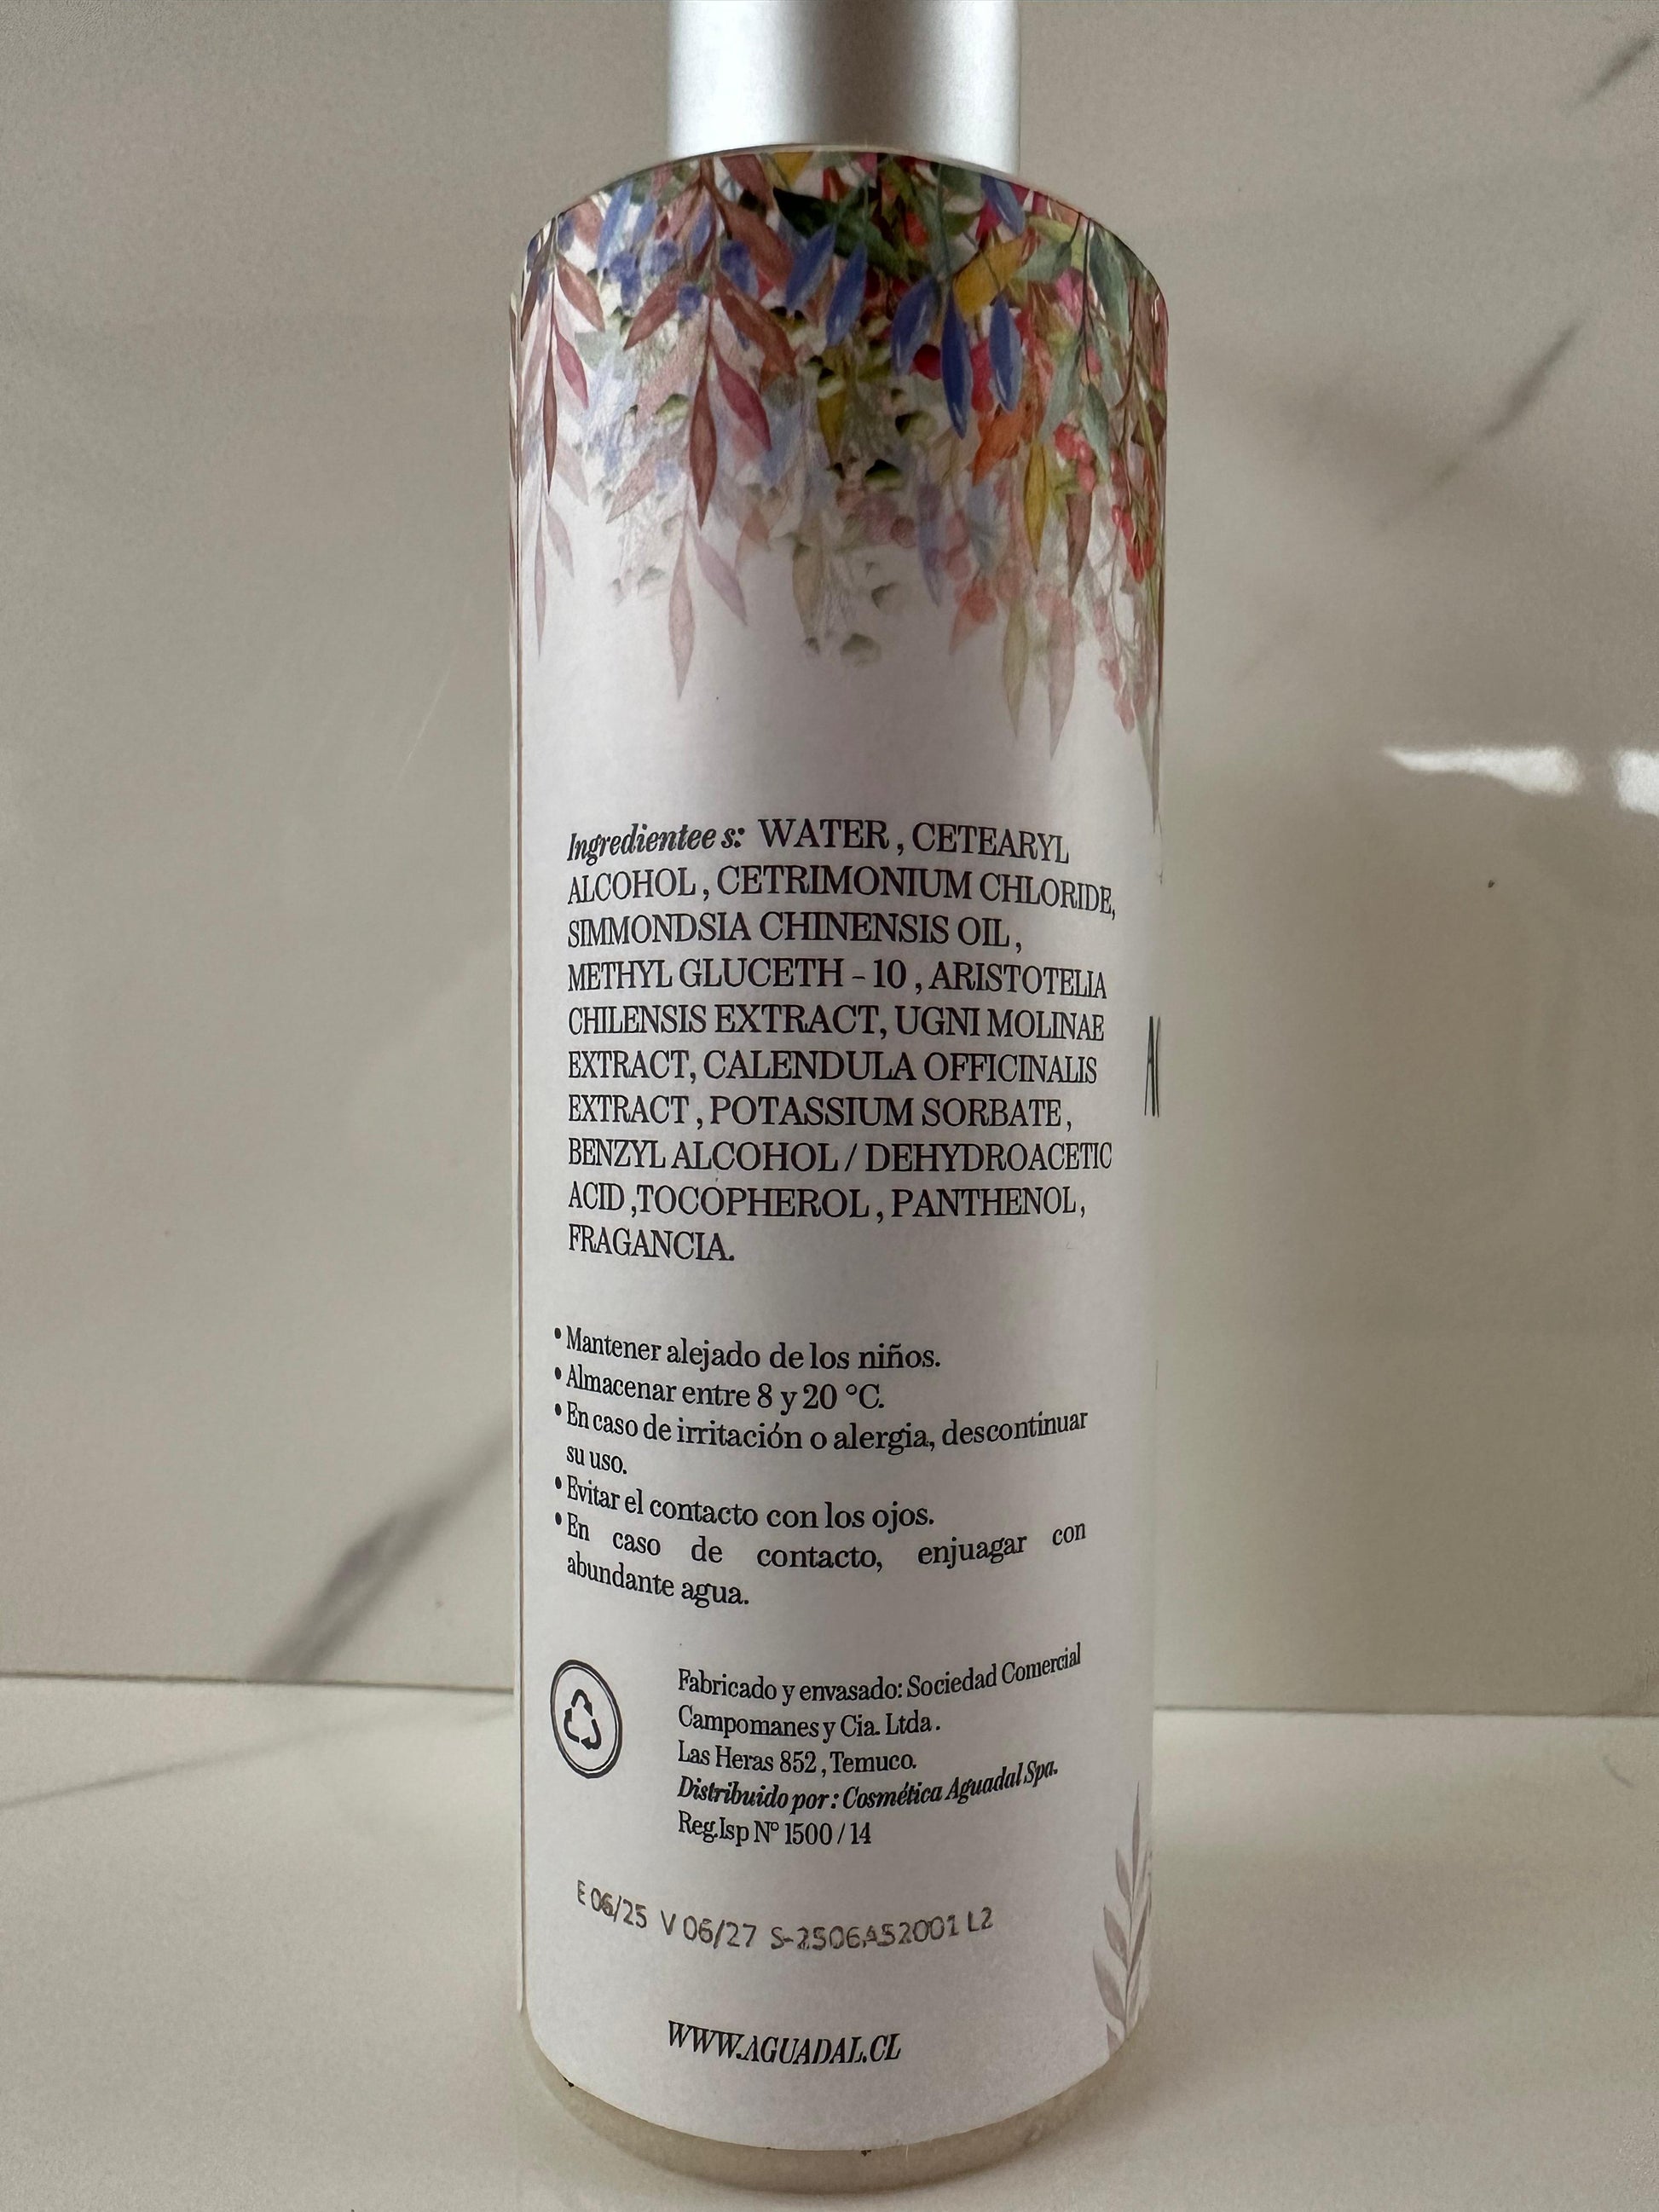 Ingredientee s: WATER , CETEARYL
ALCOHOL , CETRIMONIUM CHLORIDE,
SIMMONDSIA CHINENSIS OIL ,
METHYL GLUCETH - 10 , ARISTOTELIA
CHILENSIS EXTRACT, UGNI MOLINAE
EXTRACT, CALENDULA OFFICINALIS
EXTRACT , POTASSIUM SORBATE ,
BENZYL ALCOHOL / DEHYDROACETIC
ACID ,TOCOPHEROL , PANTHENOL ,
FRAGANCIA.
• Mantener alejado de los niños.
• Almacenar entre 8 y 20 °C.
• En caso de irritación o alergia, descontinuar
su uso.
• Evitar el contacto con los ojos.
• En caso de contacto, enjuagar con
abundante agua.
Fabricado y envasado: Sociedad Comercial
Campomanes y Cia. Ltda .
Las Heras 852 , Temuco.
Distribuido por : Cosmética Aguadal Spa.
Reg.Isp N° 1500 / 14
E 06/25 V 06/27 S-2506A52001 L2
WWW.AGUADAL.CL